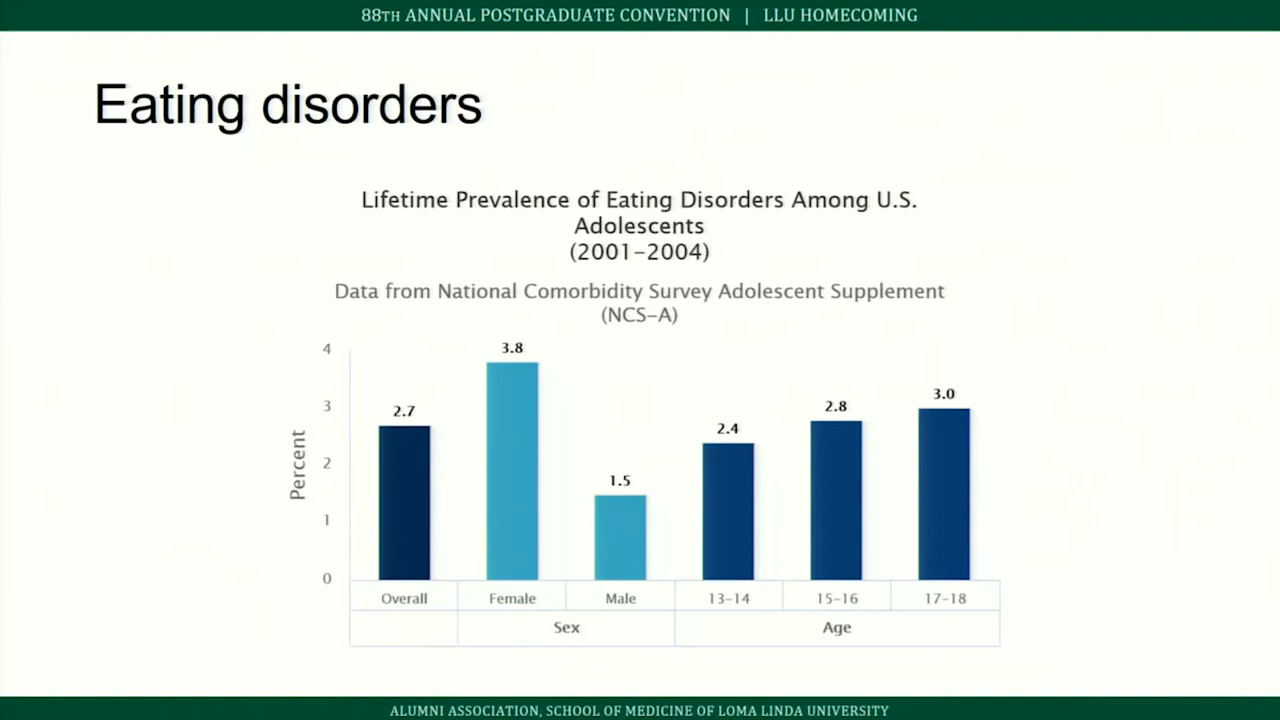 88TH ANNUAL POSTGRADUATE CONVENTION | LLU HOMECOMING
Eating disorders
Lifetime Prevalence of Eating Disorders Among U.S.
Adolescents
(2001-2004)
Data from National Comorbidity Survey Adolescent Supplement
(NCS-A)
Percent
4
3
2
1
0
2.7
3.8
1.5
2.4
2.8
3.0
Overall Female Male 13-14 15-16 17-18
Sex Age
ALUMNI ASSOCIATION, SCHOOL OF MEDICINE OF LOMA LINDA UNIVERSITY